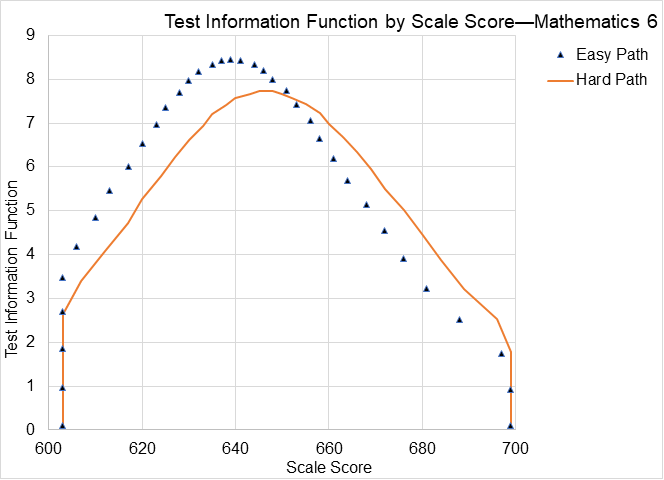 Test Information Function by Scale Score—Mathematics 6
9
8
7
6
5
4
3
2
1
0
600 620 640 660 680 700
Test Information Function
Scale Score
Easy Path
Hard Path